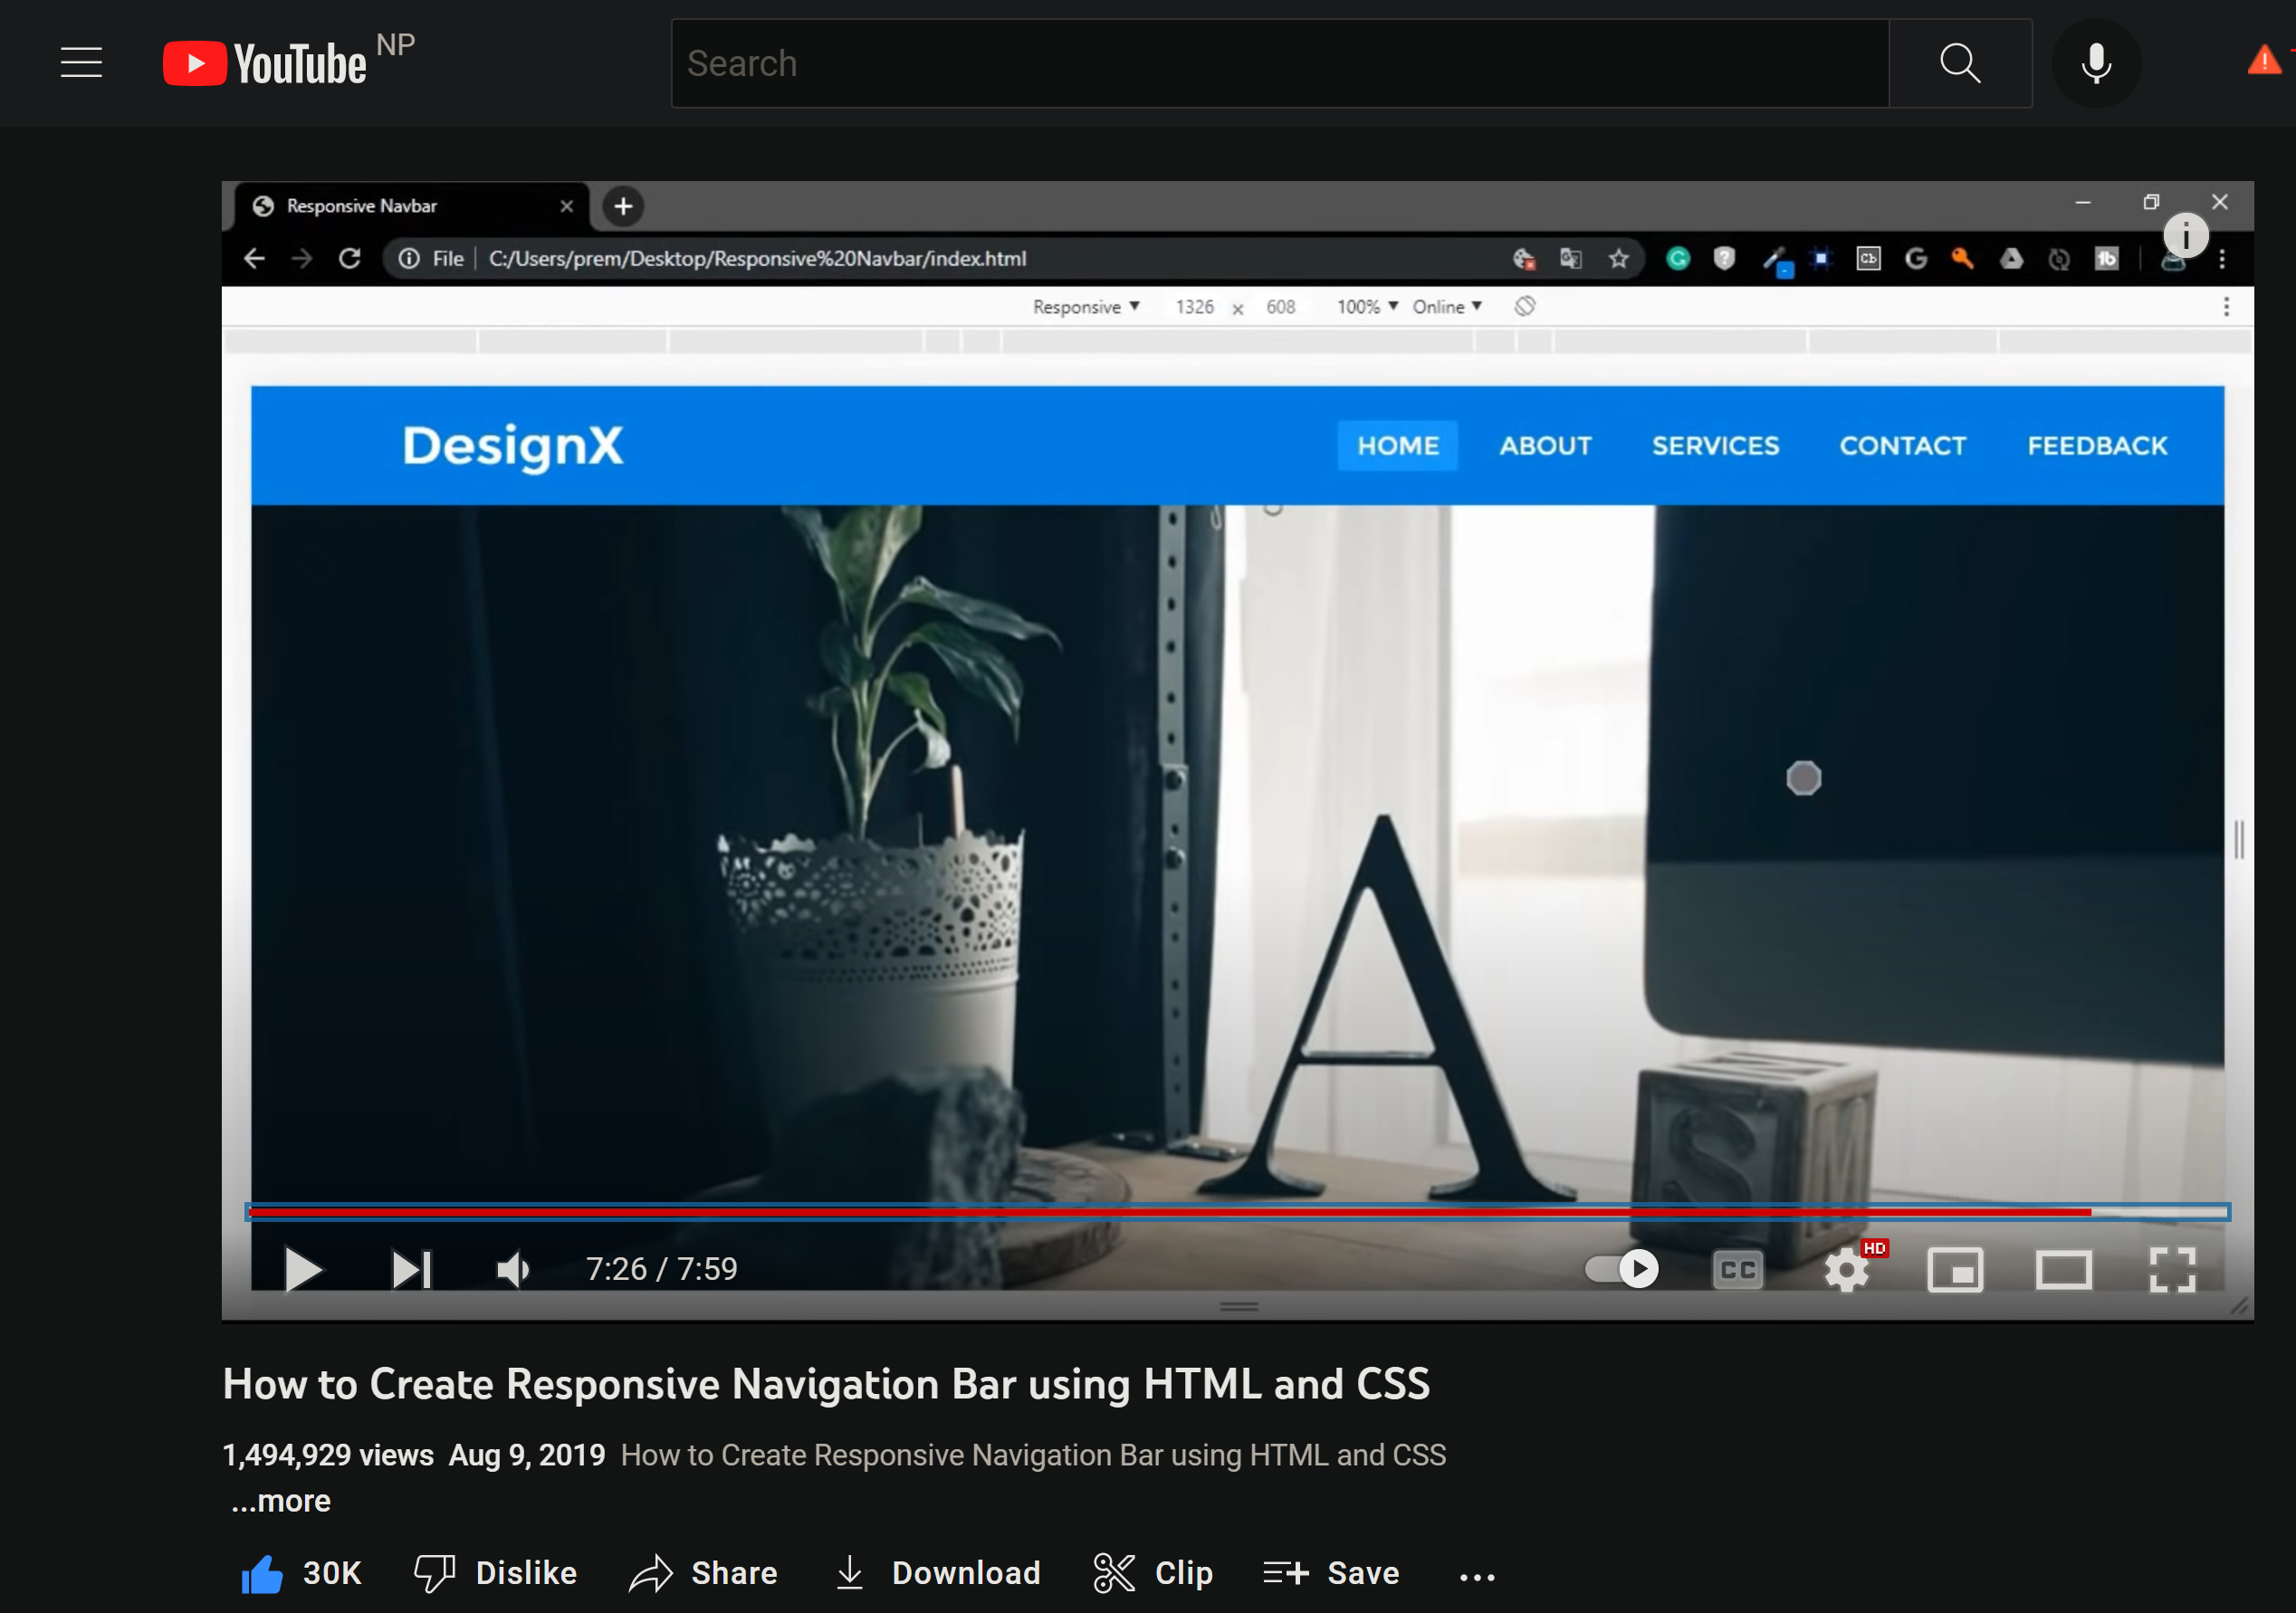 YouTube NP
Search
Responsive Navbar
File C:/Users/prem/Desktop/Responsive%20Navbar/index.html
Responsive 1326 x 608 100% Online
DesignX HOME ABOUT SERVICES CONTACT FEEDBACK
A
S M
7:26 / 7:59 CC HD
How to Create Responsive Navigation Bar using HTML and CSS
1,494,929 views Aug 9, 2019 How to Create Responsive Navigation Bar using HTML and CSS
...more
30K Dislike Share Download Clip Save ...